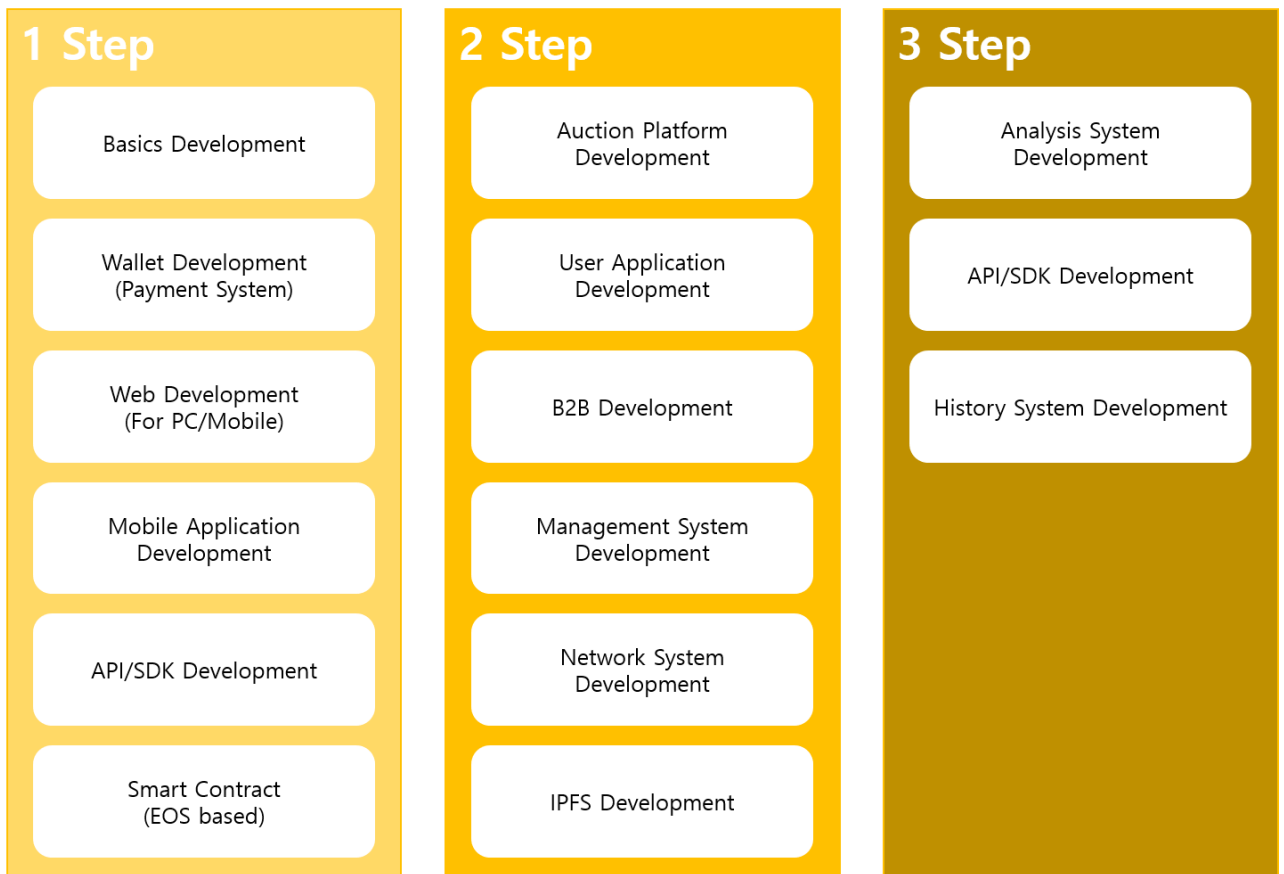 1 Step
Basics Development
Wallet Development
(Payment System)
Web Development
(For PC/Mobile)
Mobile Application
Development
API/SDK Development
Smart Contract
(EOS based)
2 Step
Auction Platform
Development
User Application
Development
B2B Development
Management System
Development
Network System
Development
IPFS Development
3 Step
Analysis System
Development
API/SDK Development
History System Development